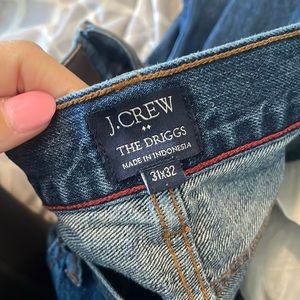 J.CREW
THE DRIGGS
MADE IN INDONESIA
31X32